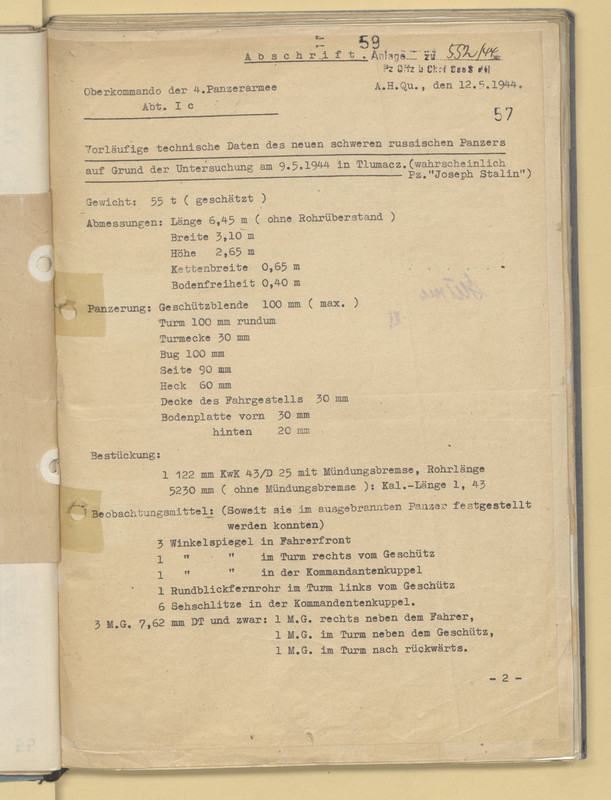 59
Abschrift. Anlage zu 552/44
Oberkommando der 4.Panzerarmee
A.H.Qu., den 12.5.1944.
Abt. I c
57
Vorläufige technische Daten des neuen schweren russischen Panzers
auf Grund der Untersuchung am 9.5.1944 in Tlumacz.(wahrscheinlich
Pz."Joseph Stalin")
Gewicht: 55 t ( geschätzt )
Abmessungen: Länge 6,45 m ( ohne Rohrüberstand )
Breite 3,10 m
Höhe 2,65 m
Kettenbreite 0,65 m
Bodenfreiheit 0,40 m
Panzerung: Geschützblende 100 mm ( max. )
Turm 100 mm rundum
Turmecke 30 mm
Bug 100 mm
Seite 90 mm
Heck 60 mm
Decke des Fahrgestells 30 mm
Bodenplatte vorn 30 mm
hinten 20 mm
Bestückung:
1 122 mm KwK 43/D 25 mit Mündungsbremse, Rohrlänge
5230 mm ( ohne Mündungsbremse ): Kal.-Länge 1, 43
Beobachtungsmittel: (Soweit sie im ausgebrannten Panzer festgestellt
werden konnten)
3 Winkelspiegel in Fahrerfront
1 " " im Turm rechts vom Geschütz
1 " " in der Kommandantenkuppel
1 Rundblickfernrohr im Turm links vom Geschütz
6 Sehschlitze in der Kommandentenkuppel.
3 M.G. 7,62 mm DT und zwar: 1 M.G. rechts neben dem Fahrer,
1 M.G. im Turm neben dem Geschütz,
1 M.G. im Turm nach rückwärts.
- 2 -